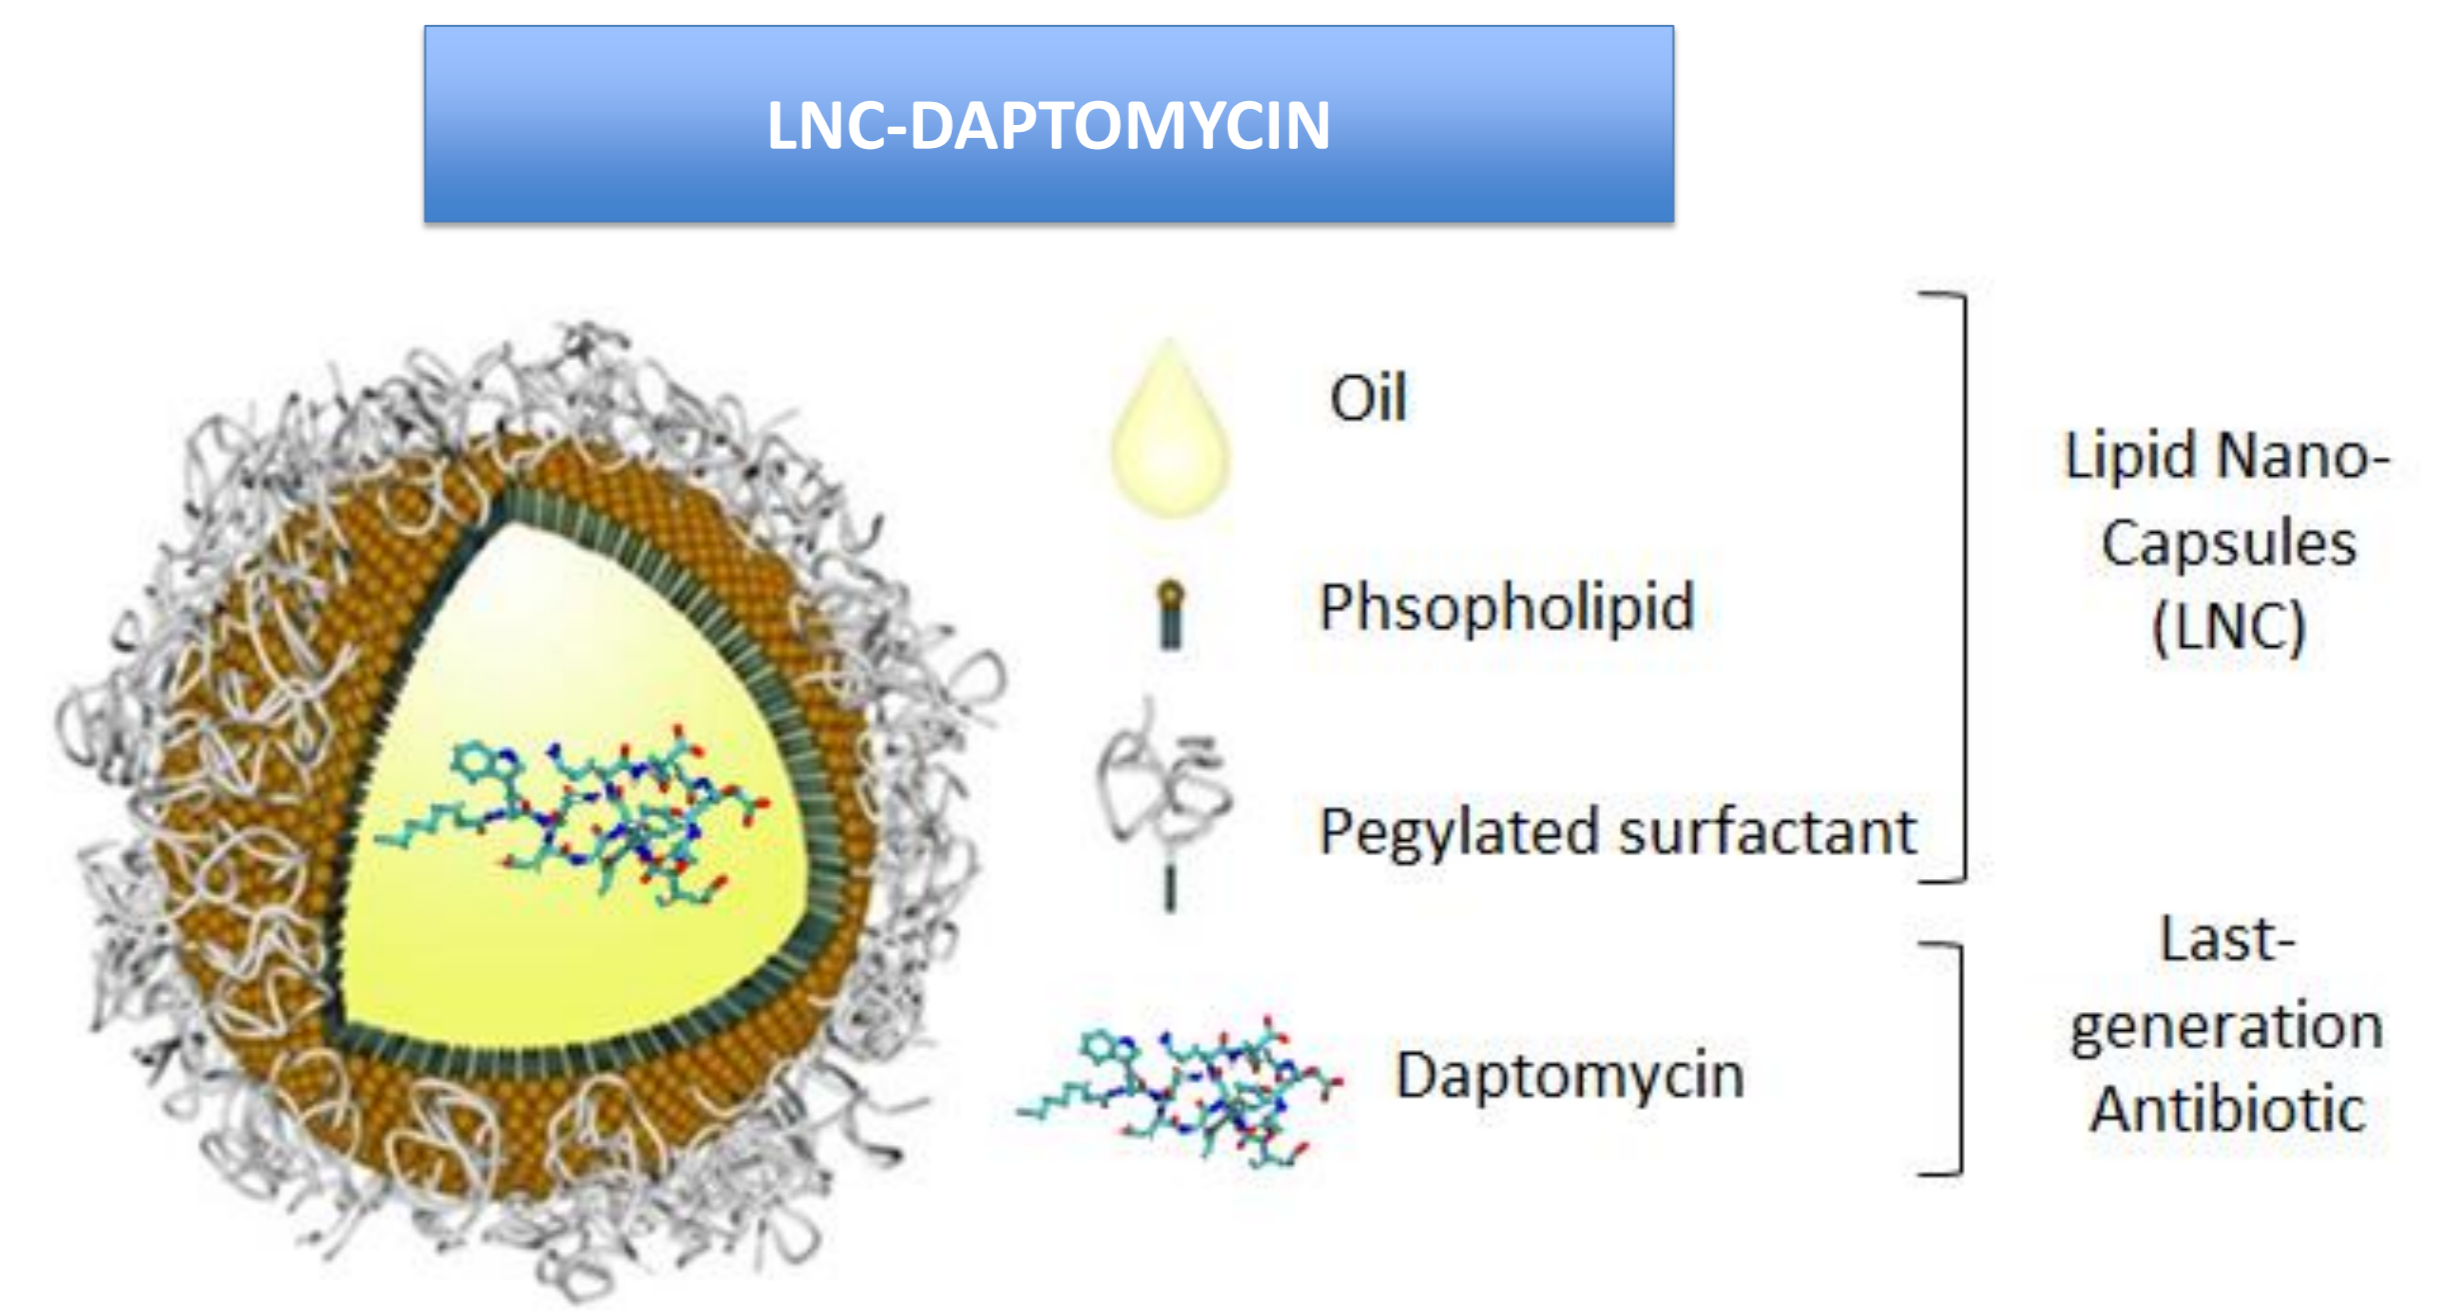 LNC-DAPTOMYCIN
Oil
Phsopholipid
Pegylated surfactant
Lipid Nano-
Capsules
(LNC)
Daptomycin
Last-
generation
Antibiotic